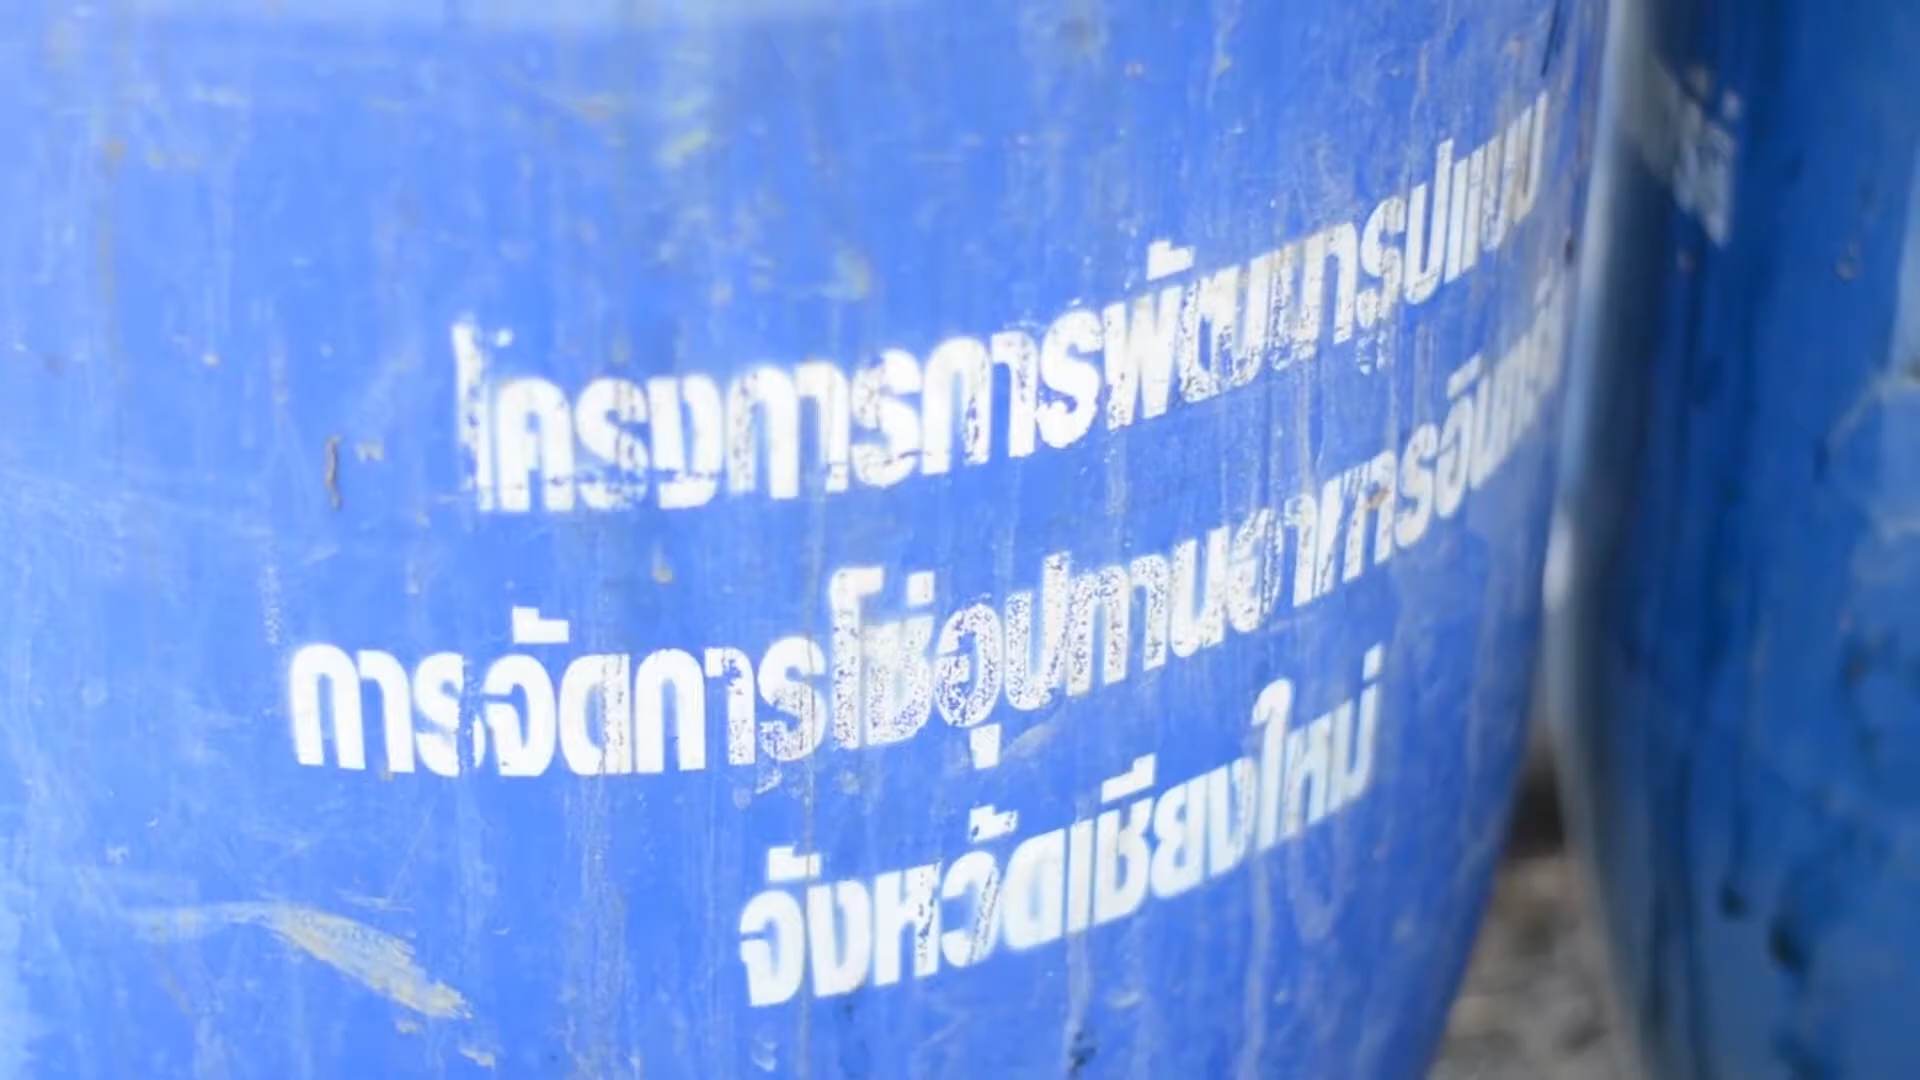 โครงการการพัฒนารูปแบบ
การจัดการโซ่อุปทานอาหารอินทรีย์
จังหวัดเชียงใหม่